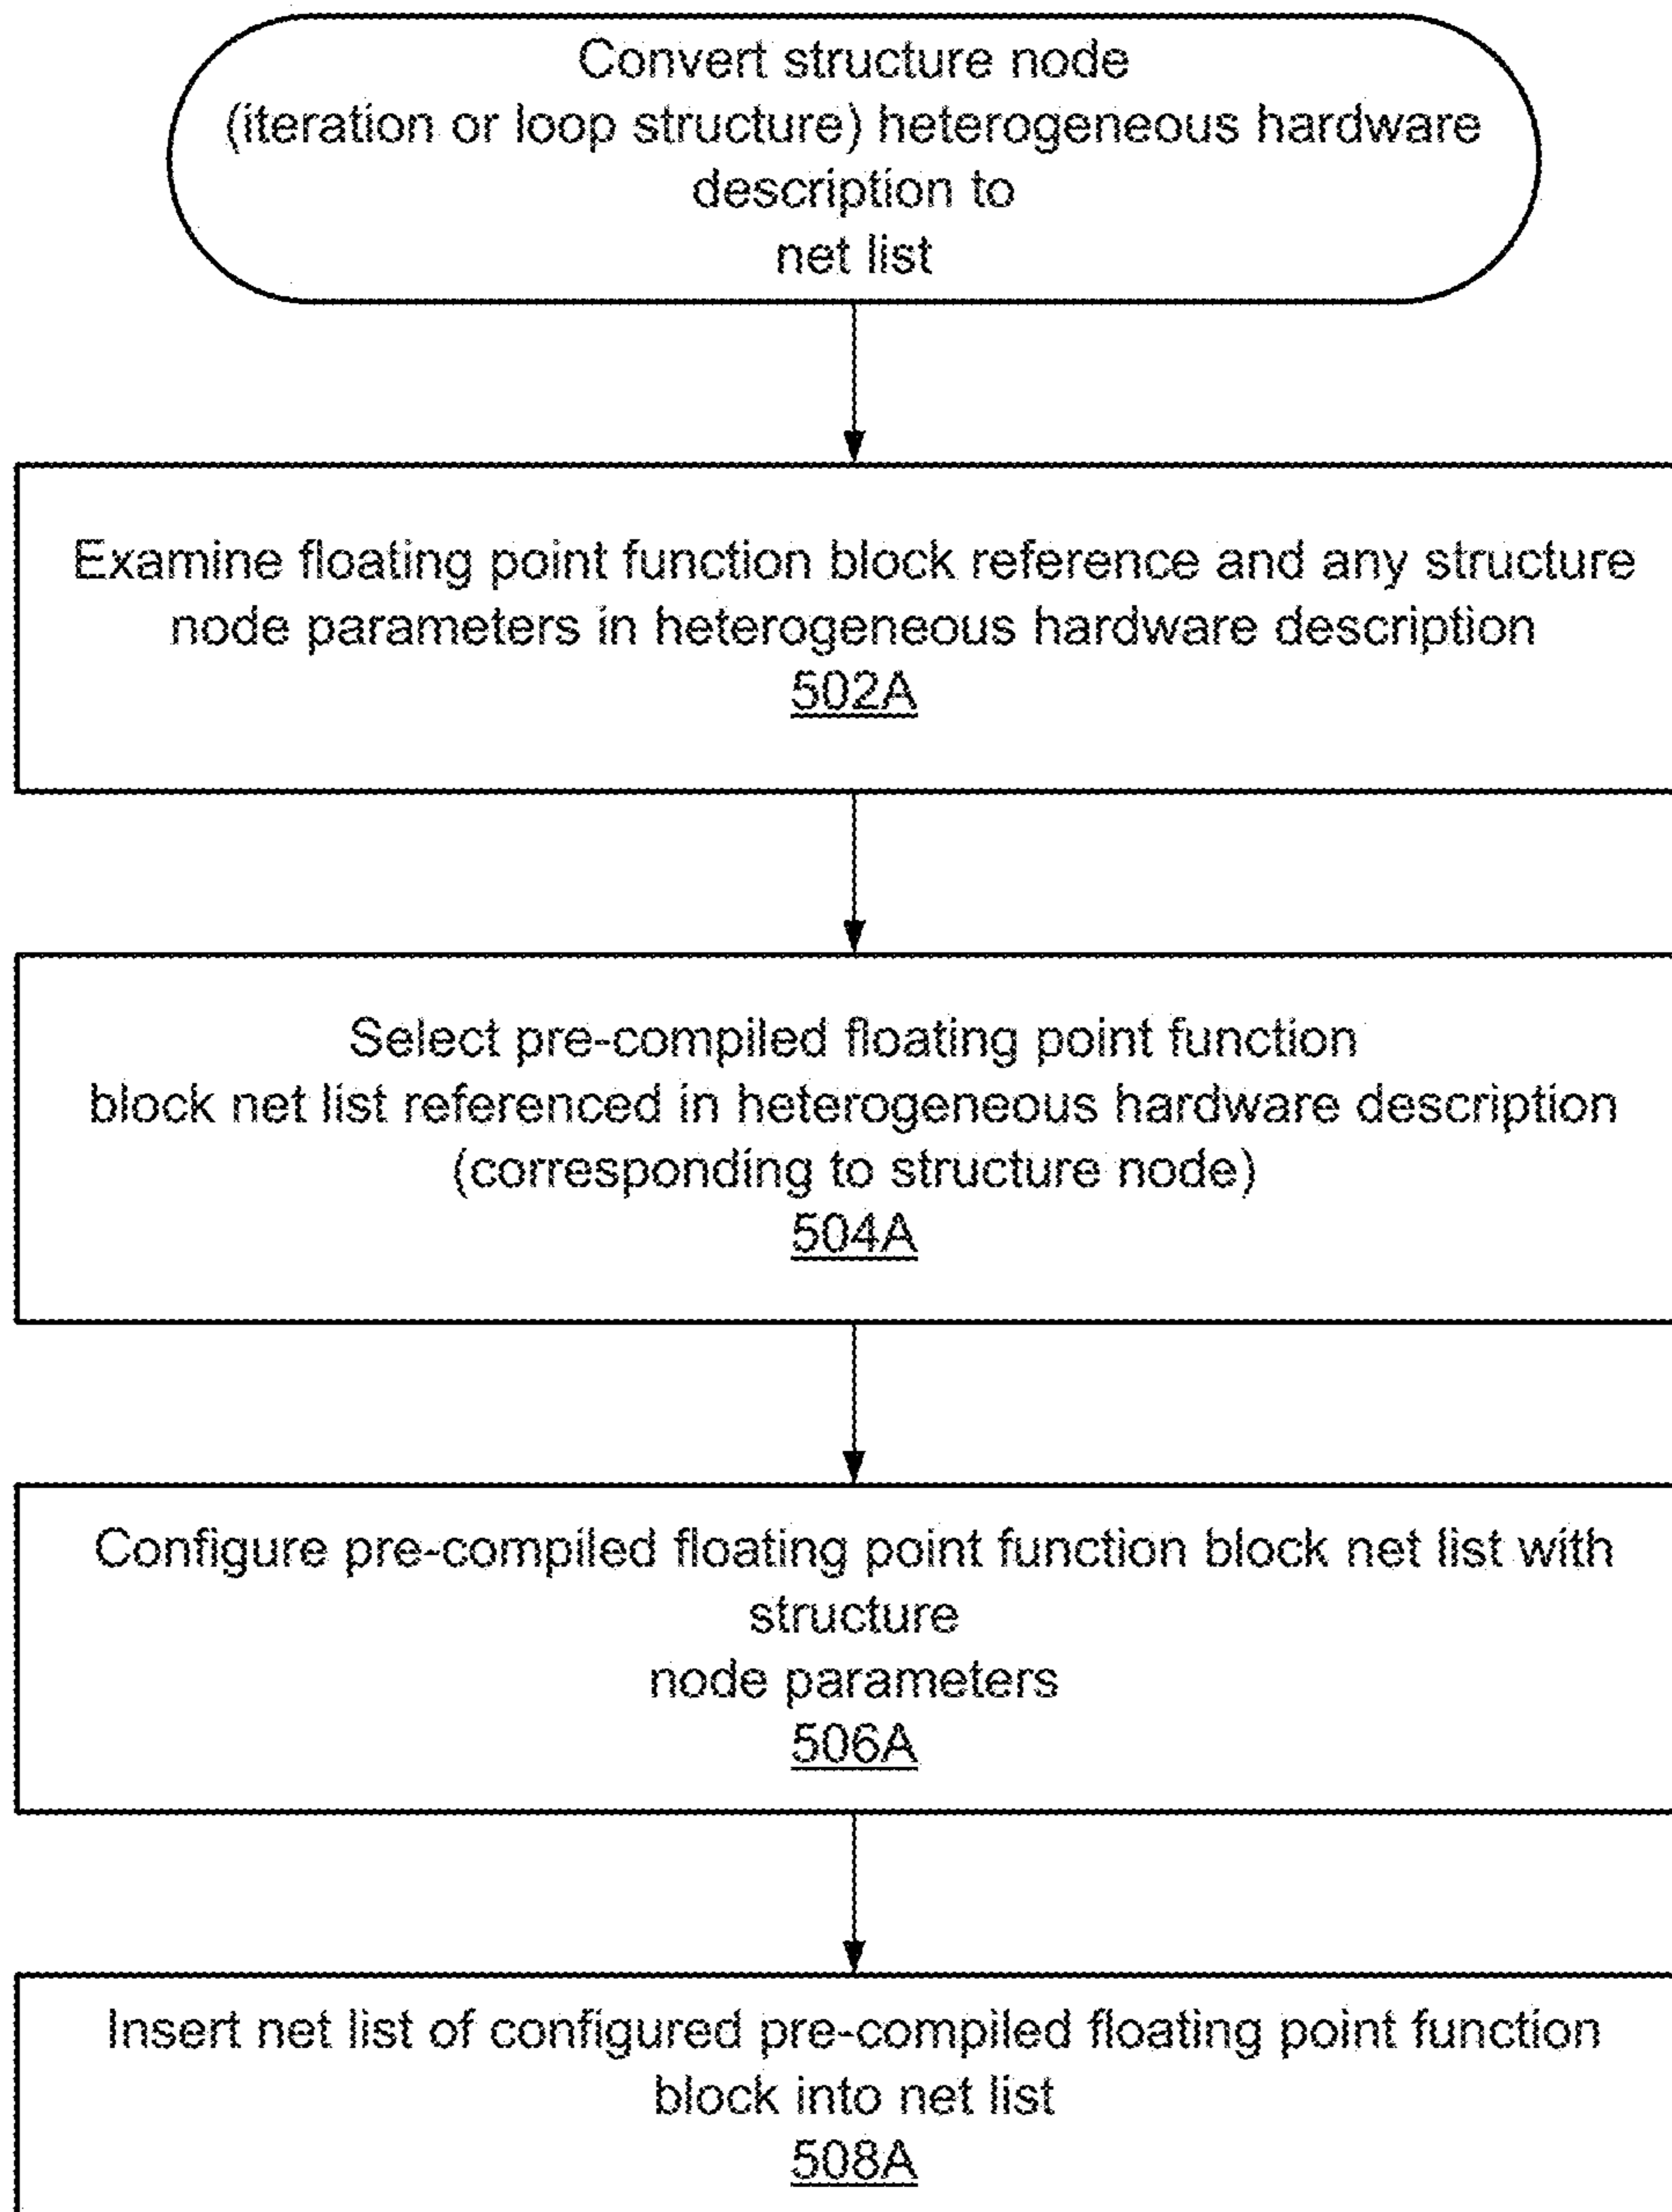 Convert structure node
(iteration or loop structure) heterogeneous hardware
description to
net list
Examine floating point function block reference and any structure
node parameters in heterogeneous hardware description
502A
Select pre-compiled floating point function
block net list referenced in heterogeneous hardware description
(corresponding to structure node)
504A
Configure pre-compiled floating point function block net list with
structure
node parameters
506A
Insert net list of configured pre-compiled floating point function
block into net list
508A